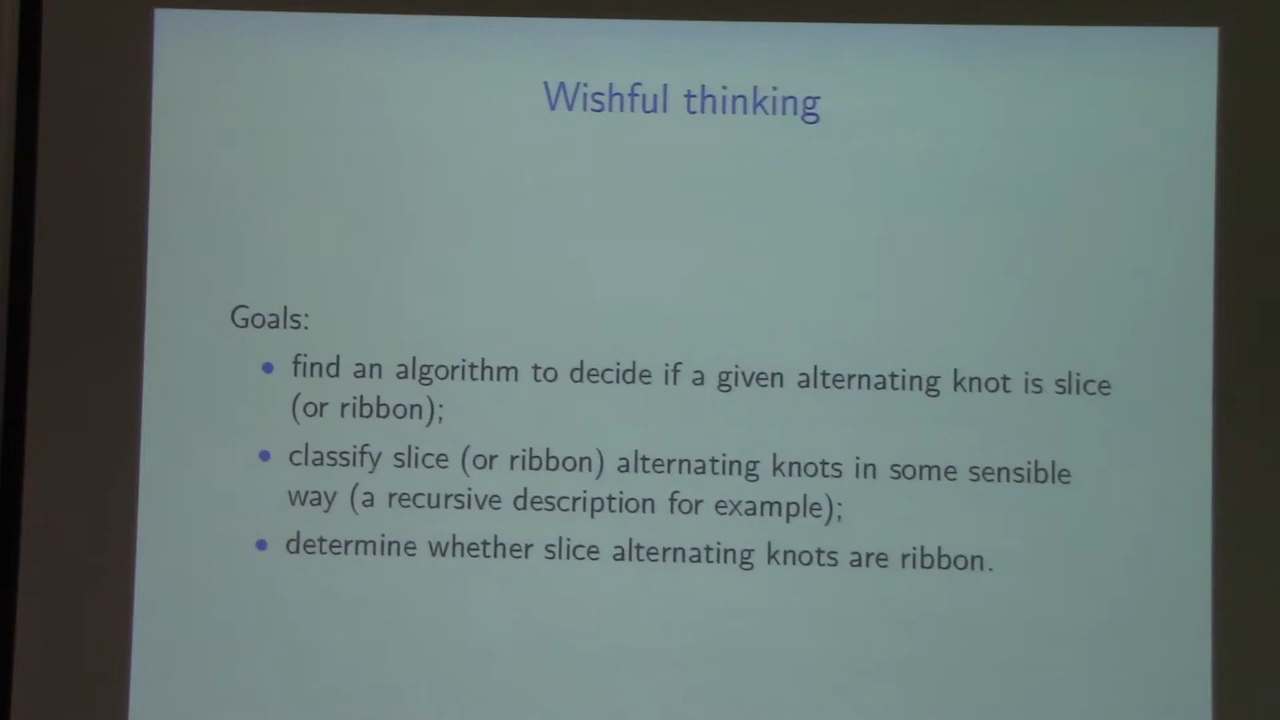 Wishful thinking
Goals:
• find an algorithm to decide if a given alternating knot is slice
(or ribbon);
• classify slice (or ribbon) alternating knots in some sensible
way (a recursive description for example);
• determine whether slice alternating knots are ribbon.